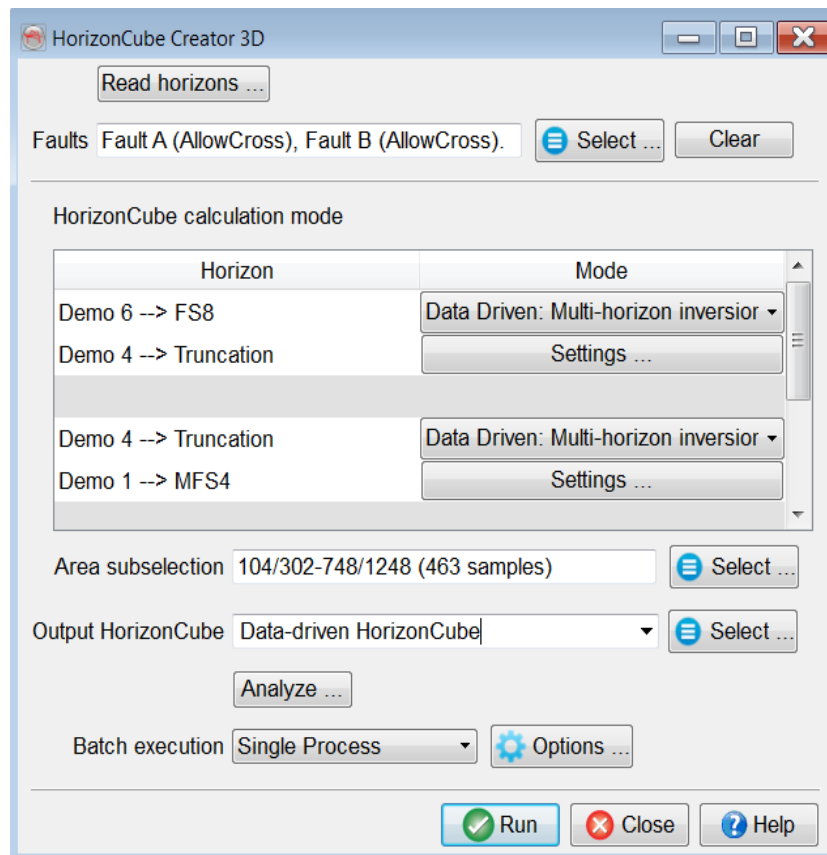 HorizonCube Creator 3D
Read horizons ...
Faults Fault A (AllowCross), Fault B (AllowCross). Select ... Clear
HorizonCube calculation mode
Horizon Mode
Demo 6 --> FS8 Data Driven: Multi-horizon inversior
Demo 4 --> Truncation Settings ...
Demo 4 --> Truncation Data Driven: Multi-horizon inversior
Demo 1 --> MFS4 Settings ...
Area subselection 104/302-748/1248 (463 samples) Select ...
Output HorizonCube Data-driven HorizonCube Select ...
Analyze ...
Batch execution Single Process Options ...
Run Close Help